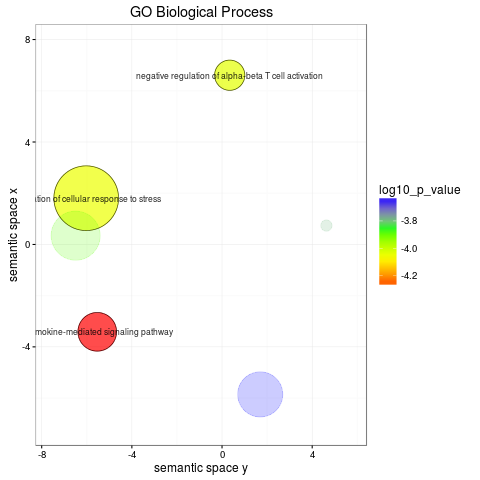 GO Biological Process
8
negative regulation of alpha-beta T cell activation
log10_p_value
-3.8
4
ation of cellular response to stress
-4.0
semantic space x
0
-4.2
mokine-mediated signaling pathway
-4
-8
-4
0
4
semantic space y